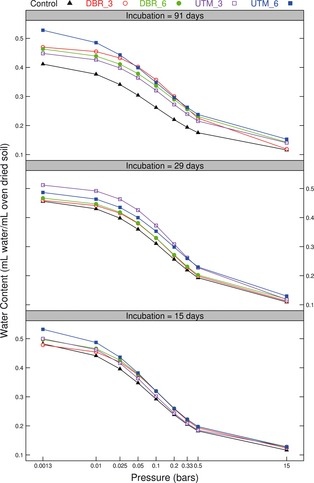 Control DBR_3 DBR_6 UTM_3 UTM_6
Incubation = 91 days
0.5
0.4
0.3
0.2
0.1
Incubation = 29 days
0.5
0.4
0.3
0.2
0.1
Incubation = 15 days
0.5
0.4
0.3
0.2
0.1
0.0013 0.01 0.025 0.05 0.1 0.2 0.33 0.5 15
Pressure (bars)
Water Content (mL water/mL oven dried soil)